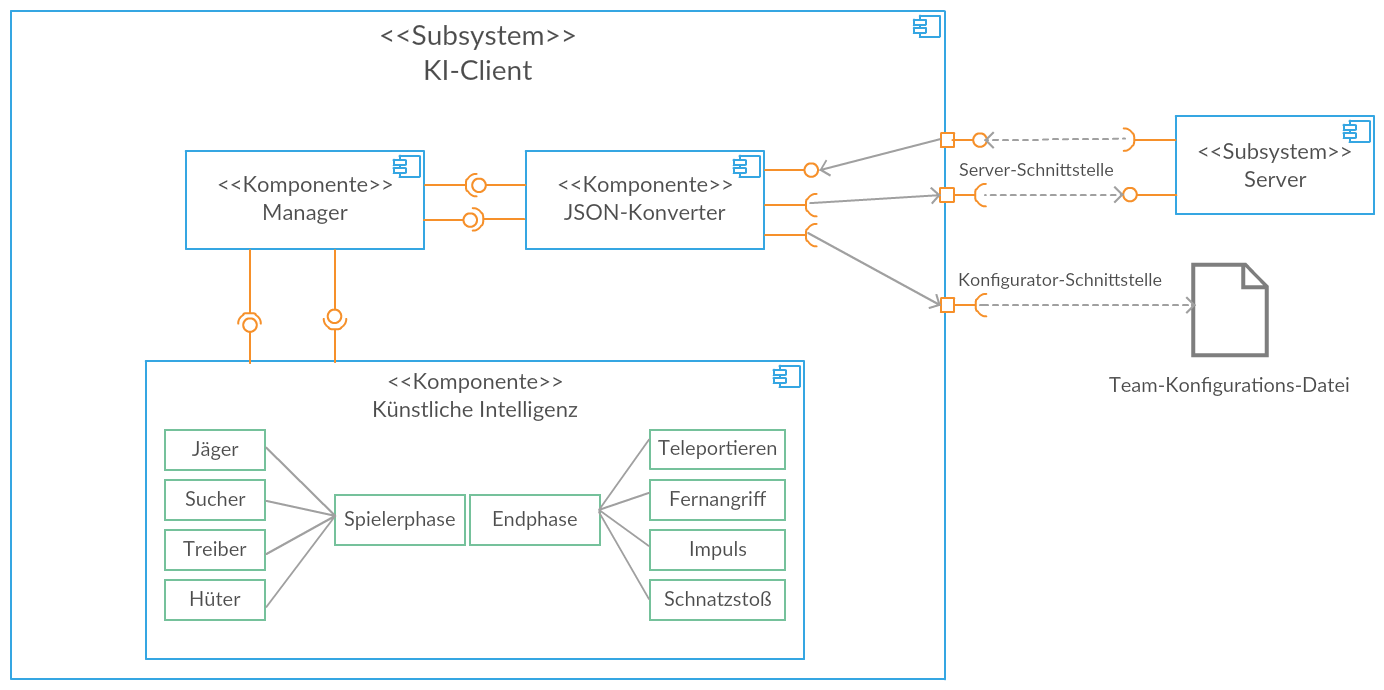 <<Subsystem>>
KI-Client
<<Komponente>>
Manager
<<Komponente>>
JSON-Konverter
Server-Schnittstelle
<<Subsystem>>
Server
Konfigurator-Schnittstelle
Team-Konfigurations-Datei
<<Komponente>>
Künstliche Intelligenz
Jäger
Sucher
Treiber
Hüter
Spielerphase
Endphase
Teleportieren
Fernangriff
Impuls
Schnatzstoß